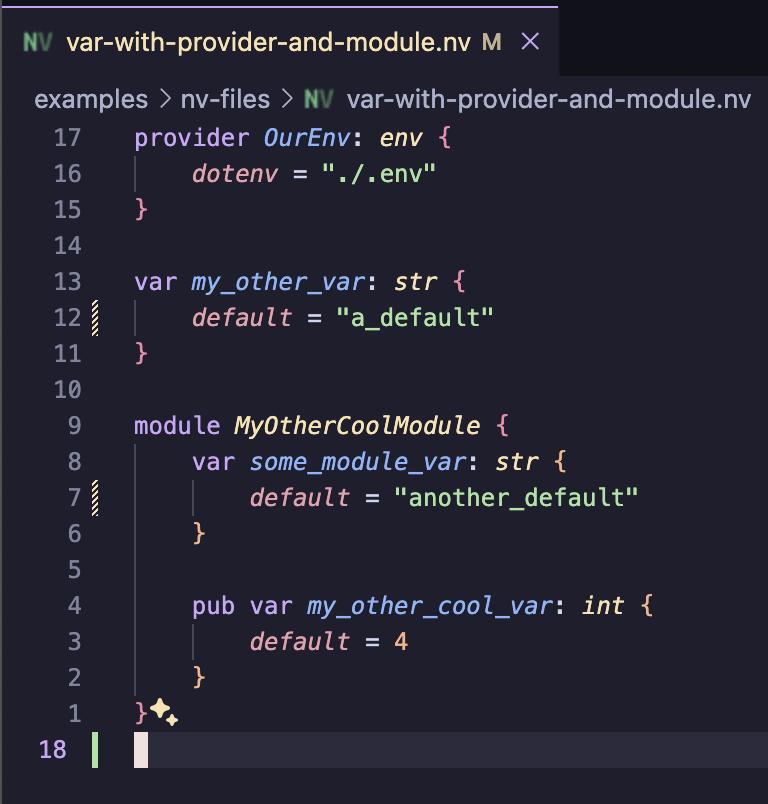 NV var-with-provider-and-module.nv M ×
examples > nv-files > NV var-with-provider-and-module.nv
17 provider OurEnv: env {
16     dotenv = "./.env"
15 }
14
13 var my_other_var: str {
12     default = "a_default"
11 }
10
9 module MyOtherCoolModule {
8     var some_module_var: str {
7         default = "another_default"
6     }
5
4     pub var my_other_cool_var: int {
3         default = 4
2     }
1 }
18